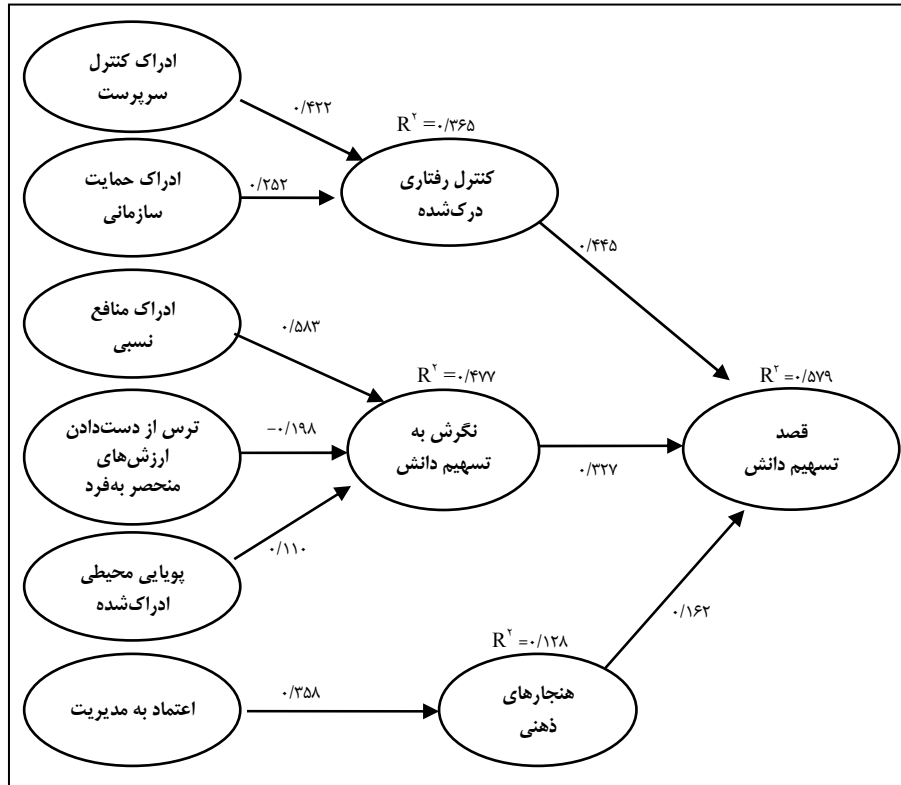 ادراک کنترل
سرپرست
۰/۴۲۲
R۲ =۰/۳۶۵
ادراک حمایت
سازمانی
۰/۲۵۲
کنترل رفتاری
درک‌شده
۰/۴۴۵
ادراک منافع
نسبی
۰/۵۸۳
R۲ =۰/۴۷۷
R۲ =۰/۵۷۹
ترس از دست‌دادن
ارزش‌های
منحصر به‌فرد
−۰/۱۹۸
نگرش به
تسهیم دانش
۰/۳۲۷
قصد
تسهیم دانش
۰/۱۱۰
پویایی محیطی
ادراک‌شده
۰/۱۶۲
R۲ =۰/۱۲۸
اعتماد به مدیریت
۰/۳۵۸
هنجارهای
ذهنی